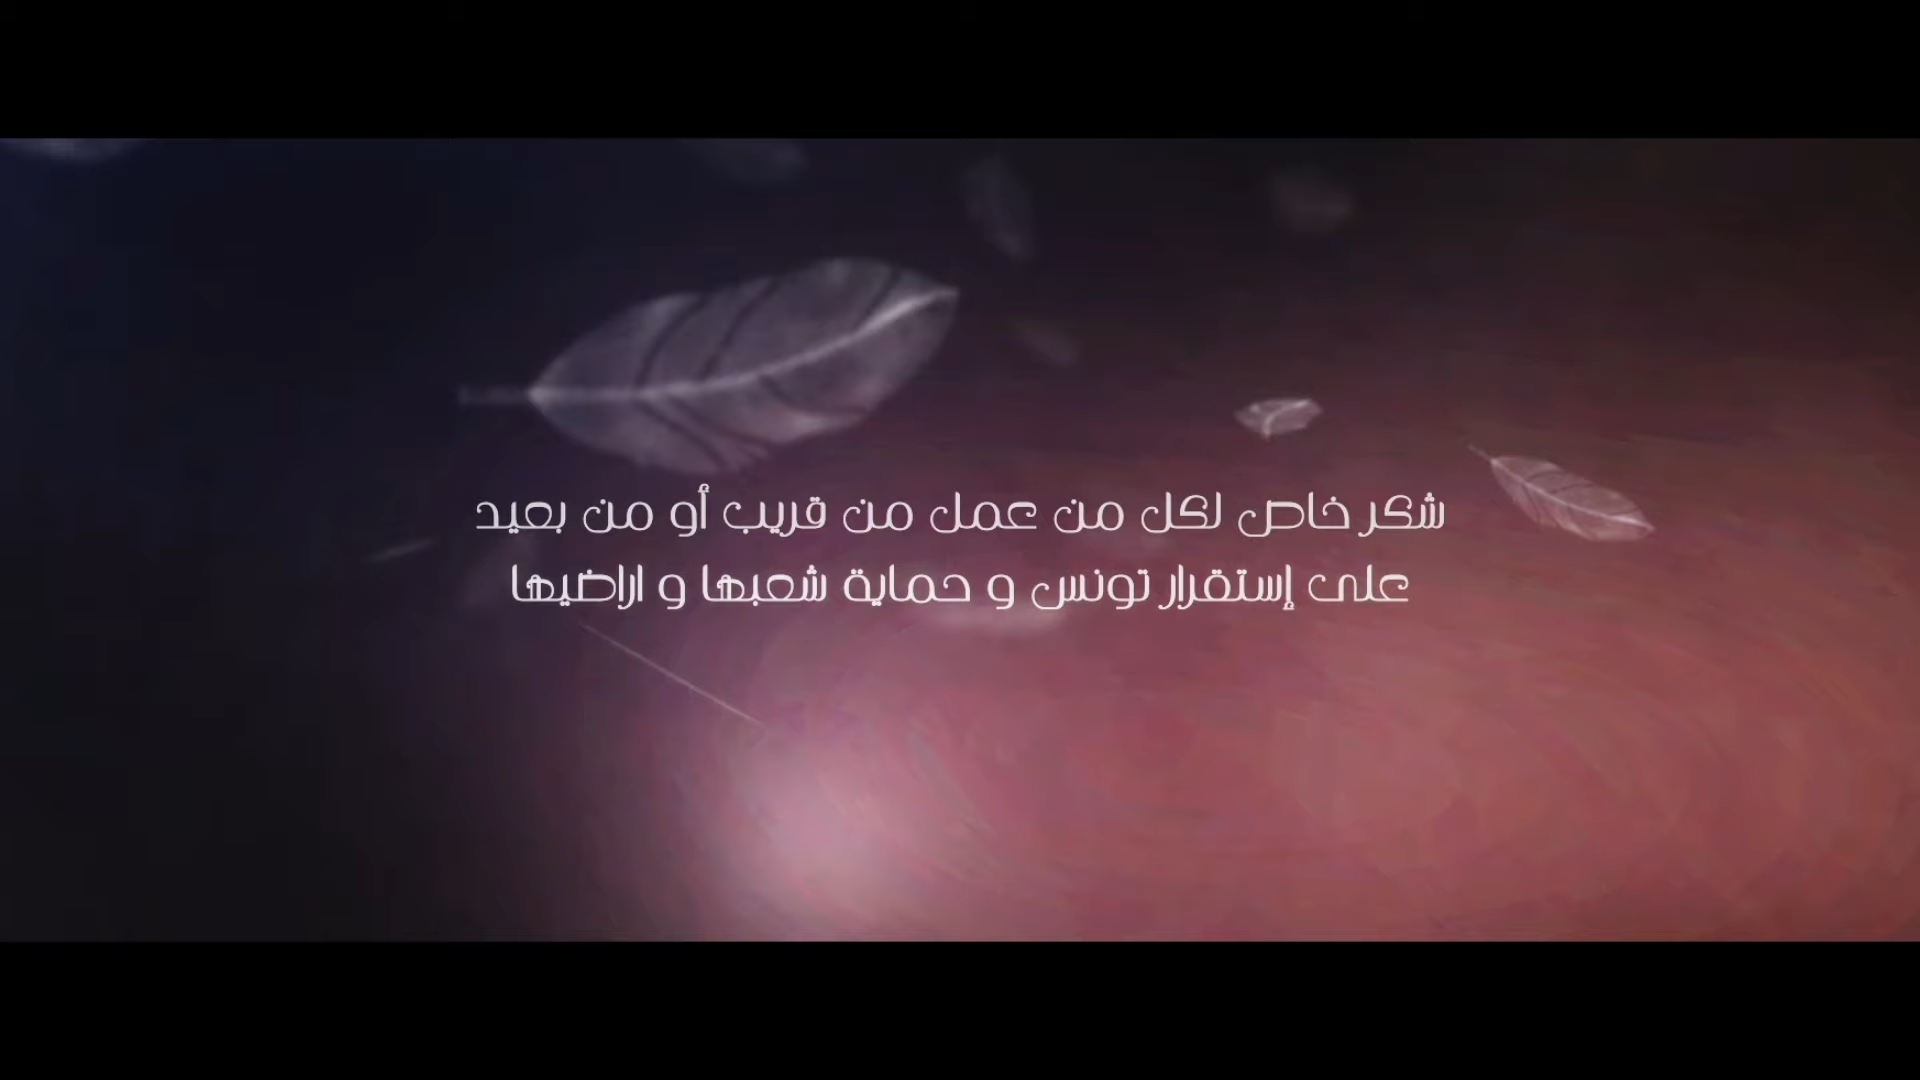 شكر خاص لكل من عمل من قريب أو من بعيد
على إستقرار تونس و حماية شعبها و اراضيها